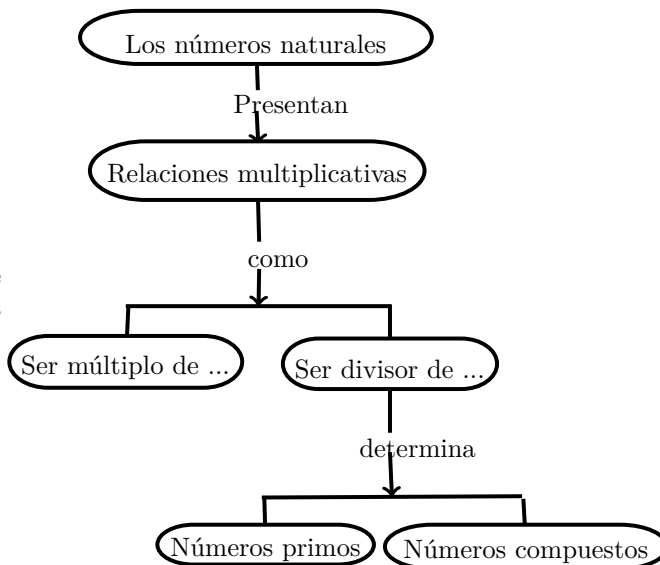 Los números naturales
Presentan
Relaciones multiplicativas
como
Ser múltiplo de ...
Ser divisor de ...
determina
Números primos
Números compuestos